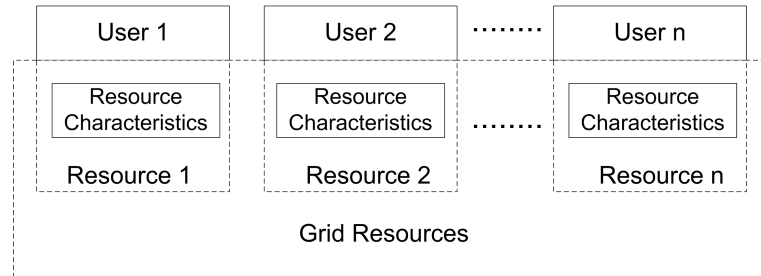 User 1
User 2
........
User n
Resource
Characteristics
Resource
Characteristics
........
Resource
Characteristics
Resource 1
Resource 2
Resource n
Grid Resources